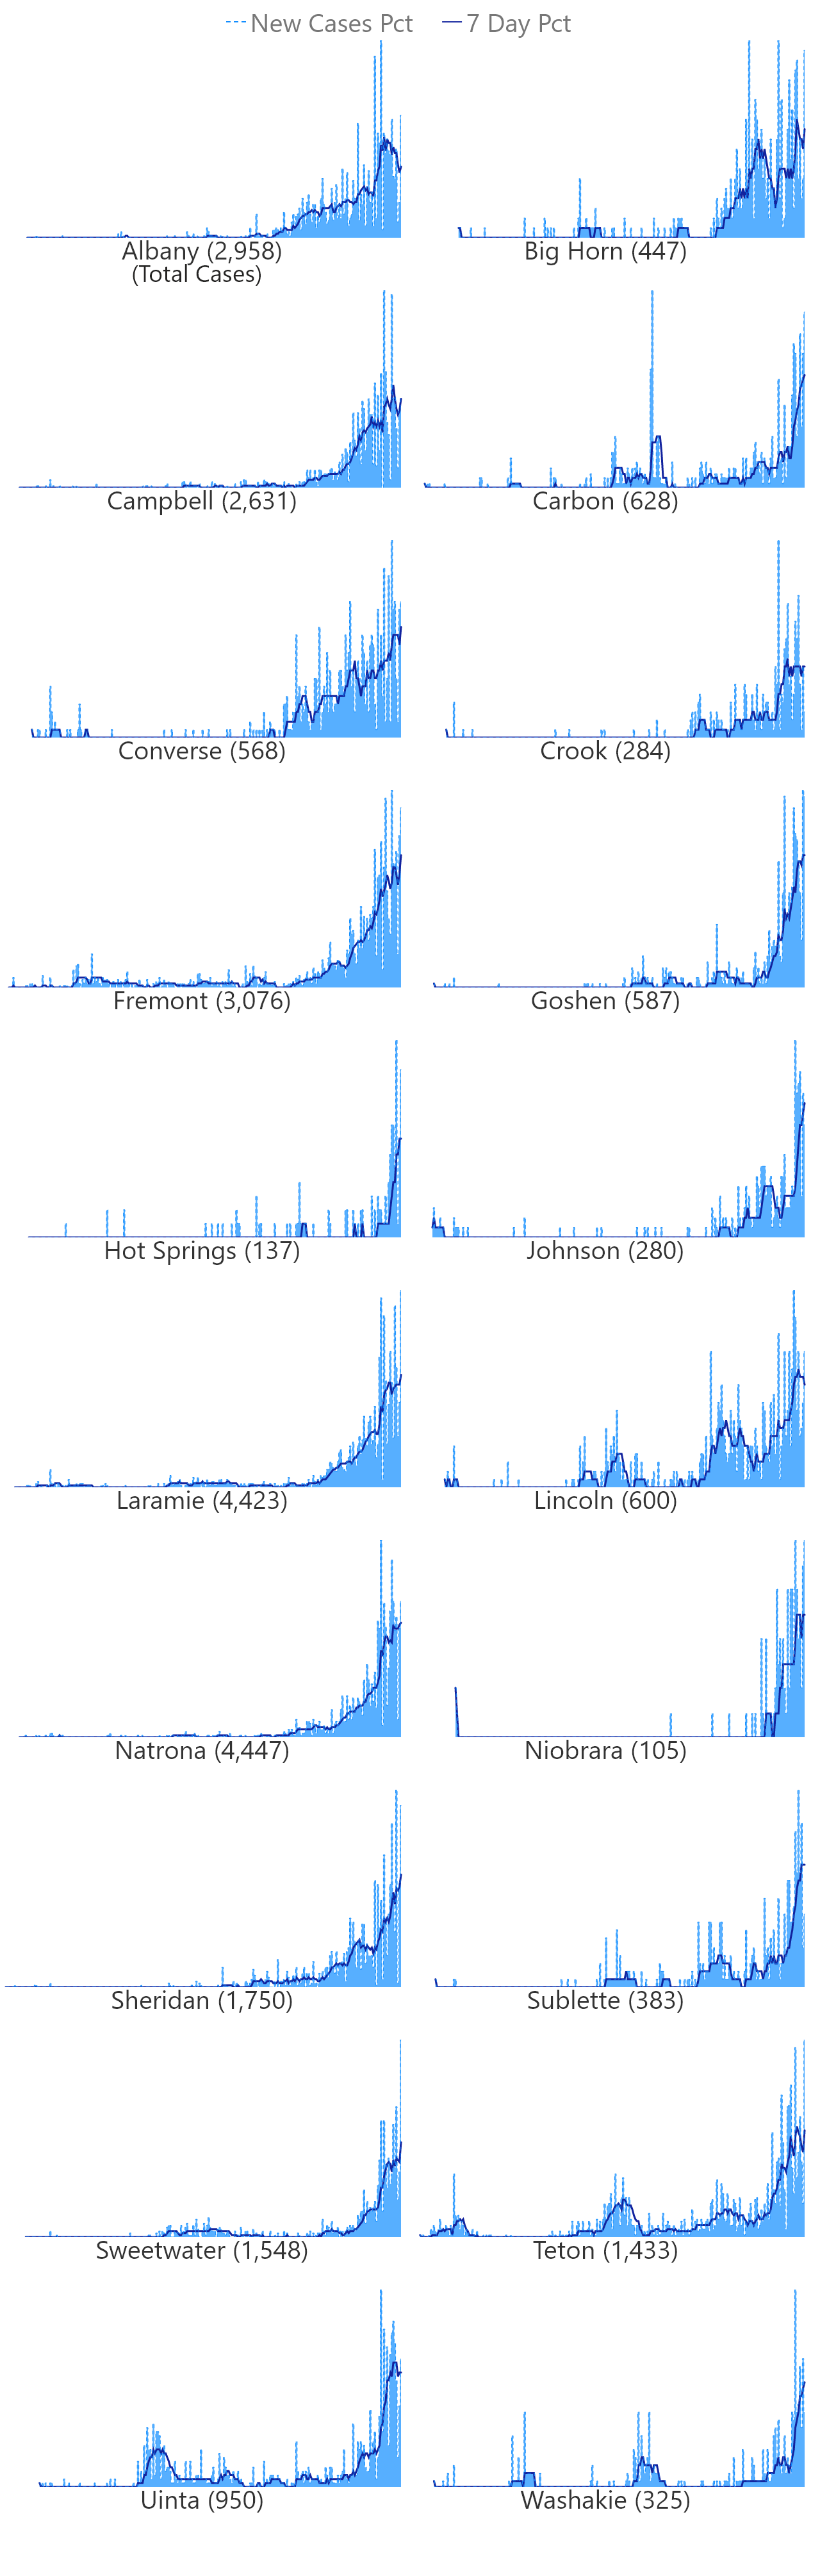 New Cases Pct 7 Day Pct
Albany (2,958) Big Horn (447)
(Total Cases)
Campbell (2,631) Carbon (628)
Converse (568) Crook (284)
Fremont (3,076) Goshen (587)
Hot Springs (137) Johnson (280)
Laramie (4,423) Lincoln (600)
Natrona (4,447) Niobrara (105)
Sheridan (1,750) Sublette (383)
Sweetwater (1,548) Teton (1,433)
Uinta (950) Washakie (325)